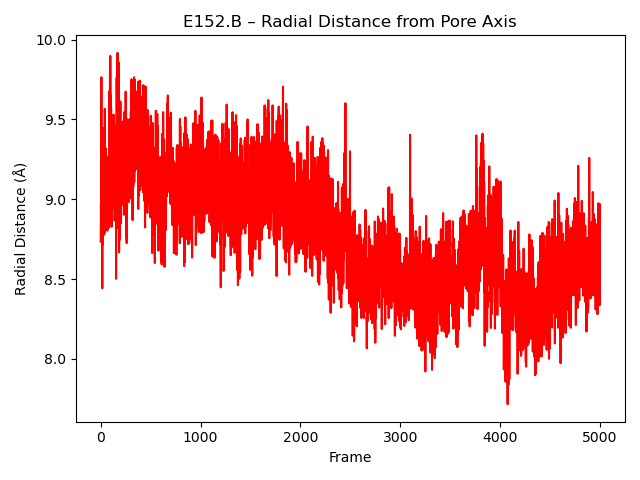 E152.B – Radial Distance from Pore Axis
10.0
9.5
9.0
8.5
8.0
Radial Distance (Å)
0 1000 2000 3000 4000 5000
Frame